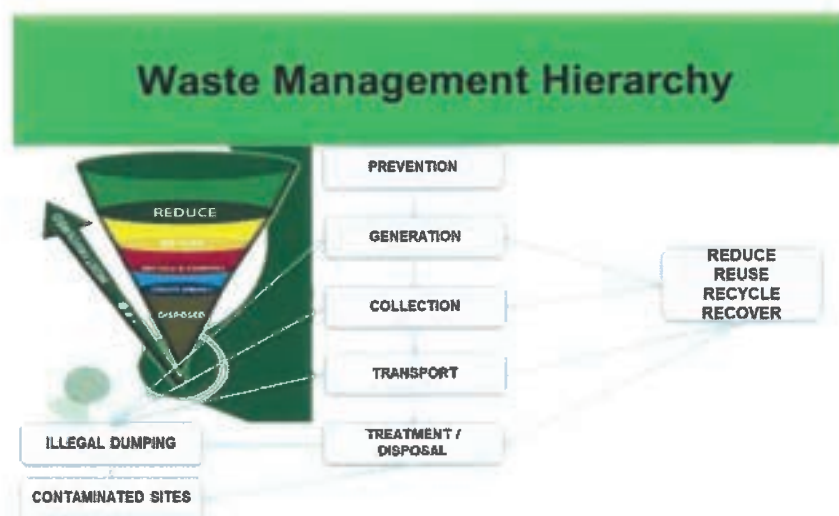 Waste Management Hierarchy
PREVENTION
REDUCE
GENERATION
REDUCE
REUSE
RECYCLE
RECOVER
COLLECTION
DISPOSED
TRANSPORT
ILLEGAL DUMPING
TREATMENT /
DISPOSAL
CONTAMINATED SITES